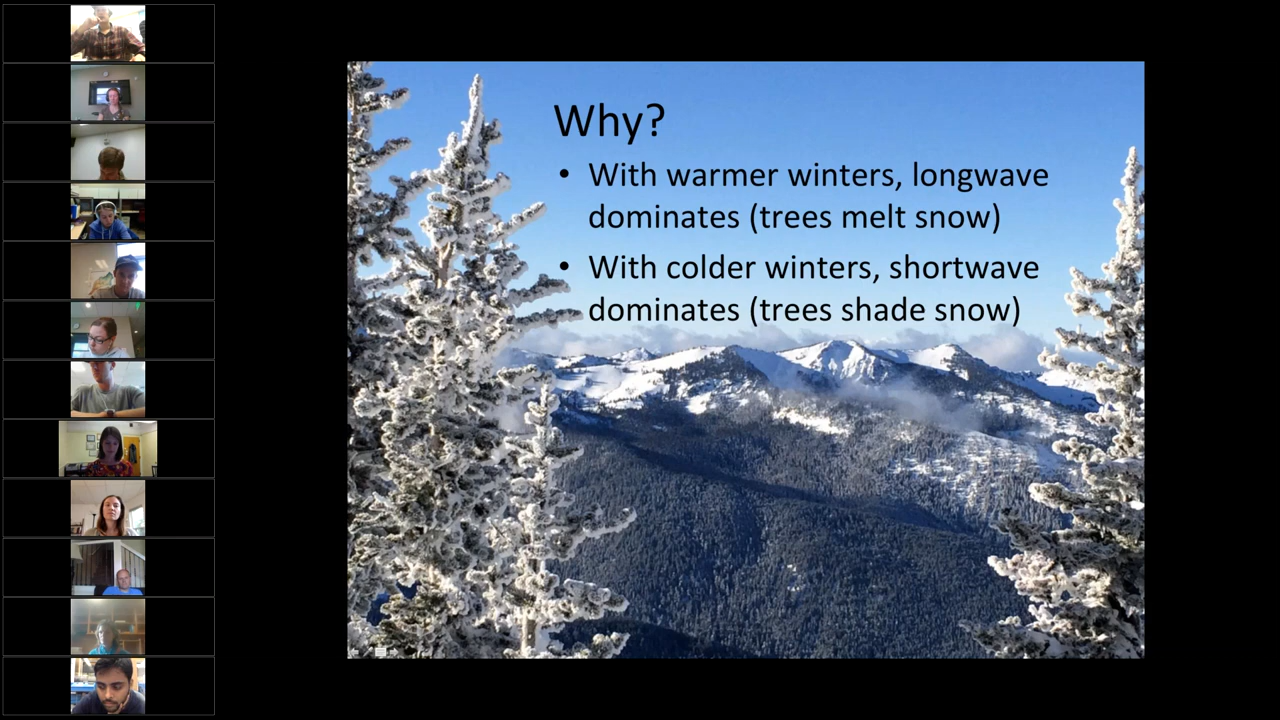 Why?
• With warmer winters, longwave
dominates (trees melt snow)
• With colder winters, shortwave
dominates (trees shade snow)